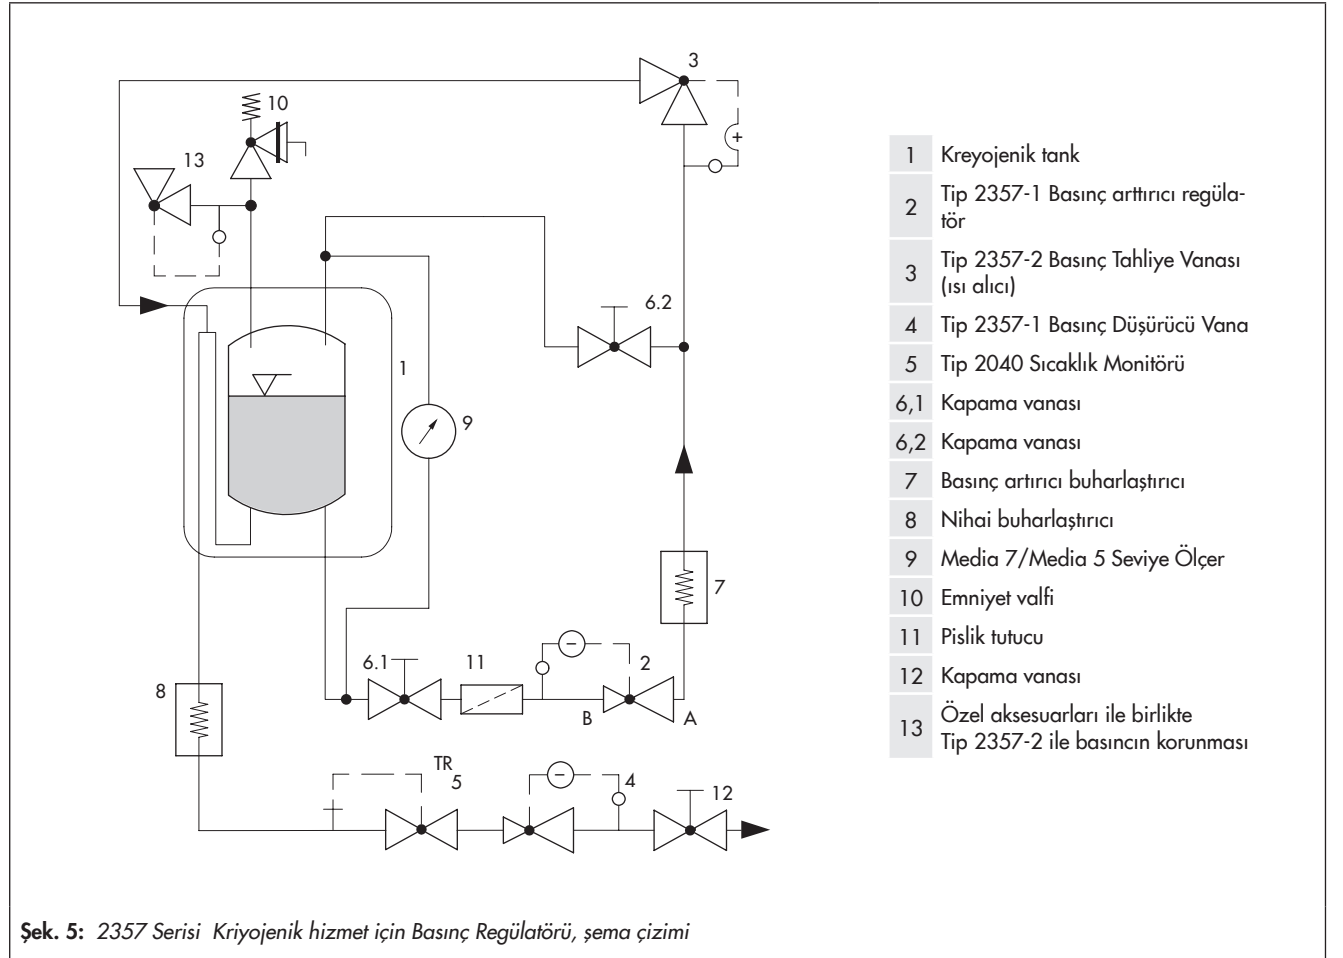 3
10
13
6.2
1
9
7
6.1
11
2
B
A
8
TR
5
4
12
+
−
−
1 Kreyojenik tank
2 Tip 2357-1 Basınç arttırıcı regüla-
tör
3 Tip 2357-2 Basınç Tahliye Vanası
(ısı alıcı)
4 Tip 2357-1 Basınç Düşürücü Vana
5 Tip 2040 Sıcaklık Monitörü
6,1 Kapama vanası
6,2 Kapama vanası
7 Basınç artırıcı buharlaştırıcı
8 Nihai buharlaştırıcı
9 Media 7/Media 5 Seviye Ölçer
10 Emniyet valfi
11 Pislik tutucu
12 Kapama vanası
13 Özel aksesuarları ile birlikte
Tip 2357-2 ile basıncın korunması
Şek. 5: 2357 Serisi Kriyojenik hizmet için Basınç Regülatörü, şema çizimi